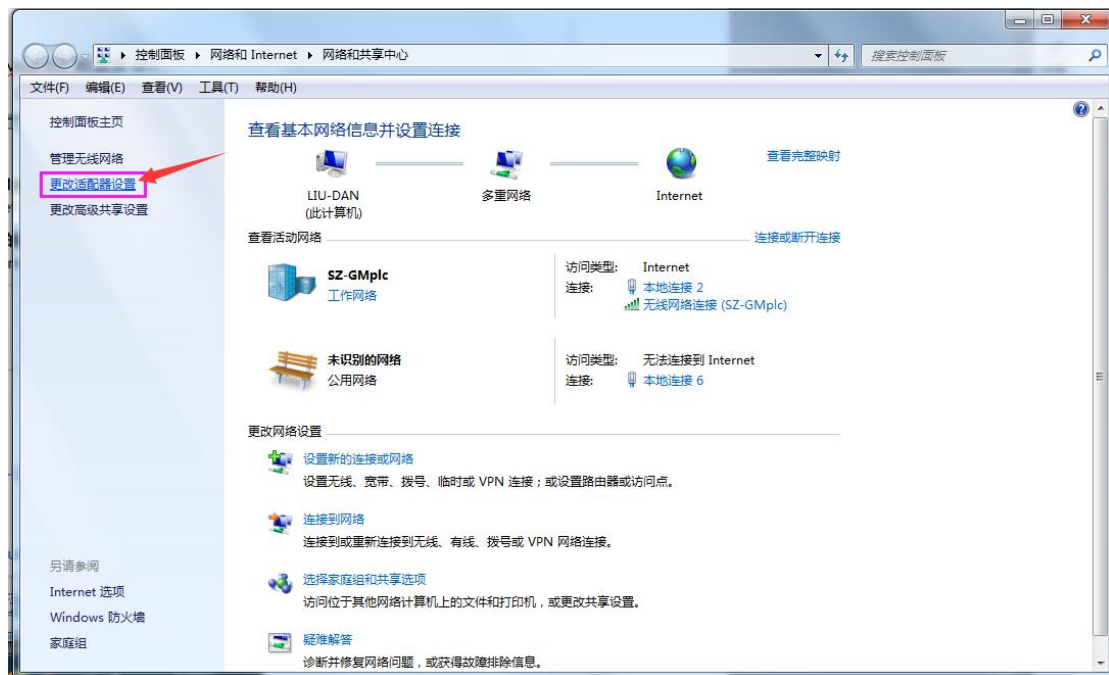 控制面板 ▸ 网络和 Internet ▸ 网络和共享中心
搜索控制面板
文件(F) 编辑(E) 查看(V) 工具(T) 帮助(H)
控制面板主页
管理无线网络
更改适配器设置
更改高级共享设置
查看基本网络信息并设置连接
查看完整映射
LIU-DAN
(此计算机)
多重网络
Internet
查看活动网络
连接或断开连接
SZ-GMplc
工作网络
访问类型: Internet
连接: 本地连接 2
无线网络连接 (SZ-GMplc)
未识别的网络
公用网络
访问类型: 无法连接到 Internet
连接: 本地连接 6
更改网络设置
设置新的连接或网络
设置无线、宽带、拨号、临时或 VPN 连接；或设置路由器或访问点。
连接到网络
连接到或重新连接到无线、有线、拨号或 VPN 网络连接。
选择家庭组和共享选项
访问位于其他网络计算机上的文件和打印机，或更改共享设置。
疑难解答
诊断并修复网络问题，或获得故障排除信息。
另请参阅
Internet 选项
Windows 防火墙
家庭组